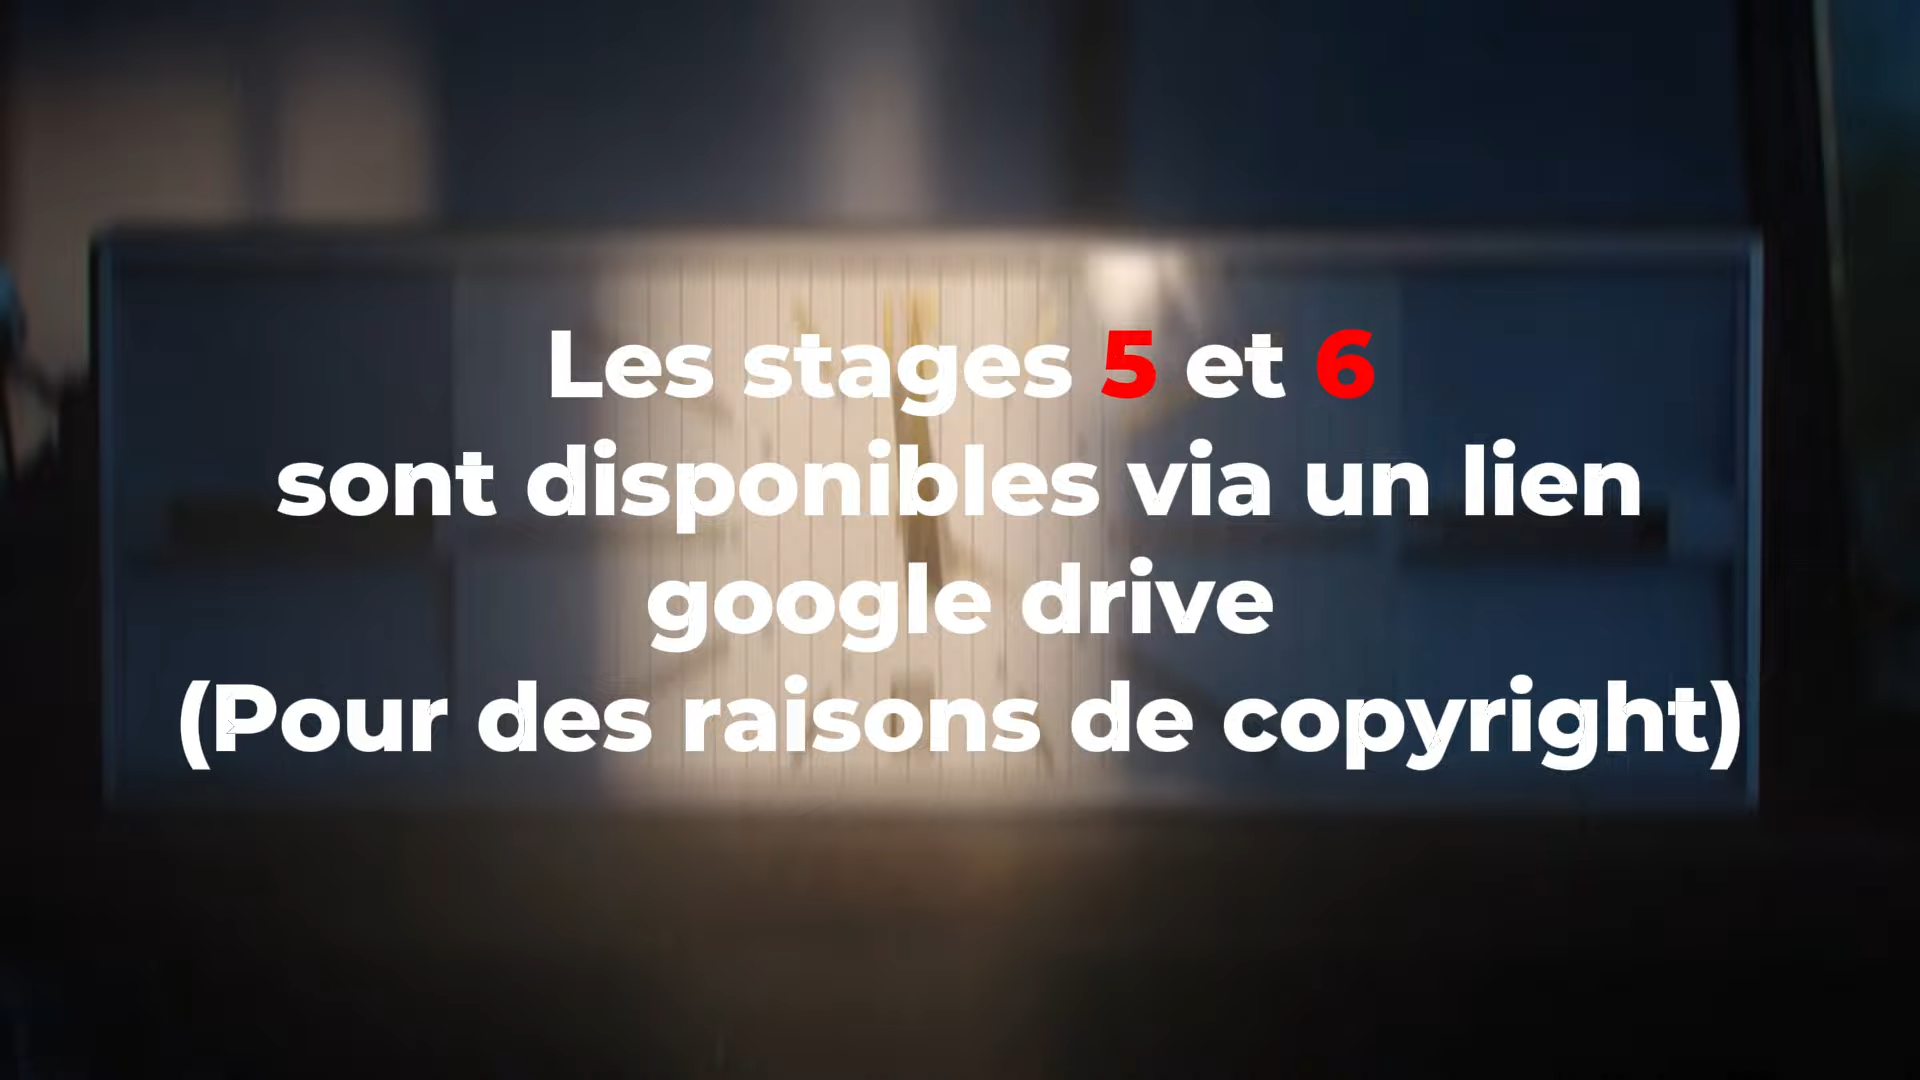 Les stages 5 et 6
sont disponibles via un lien
google drive
(Pour des raisons de copyright)